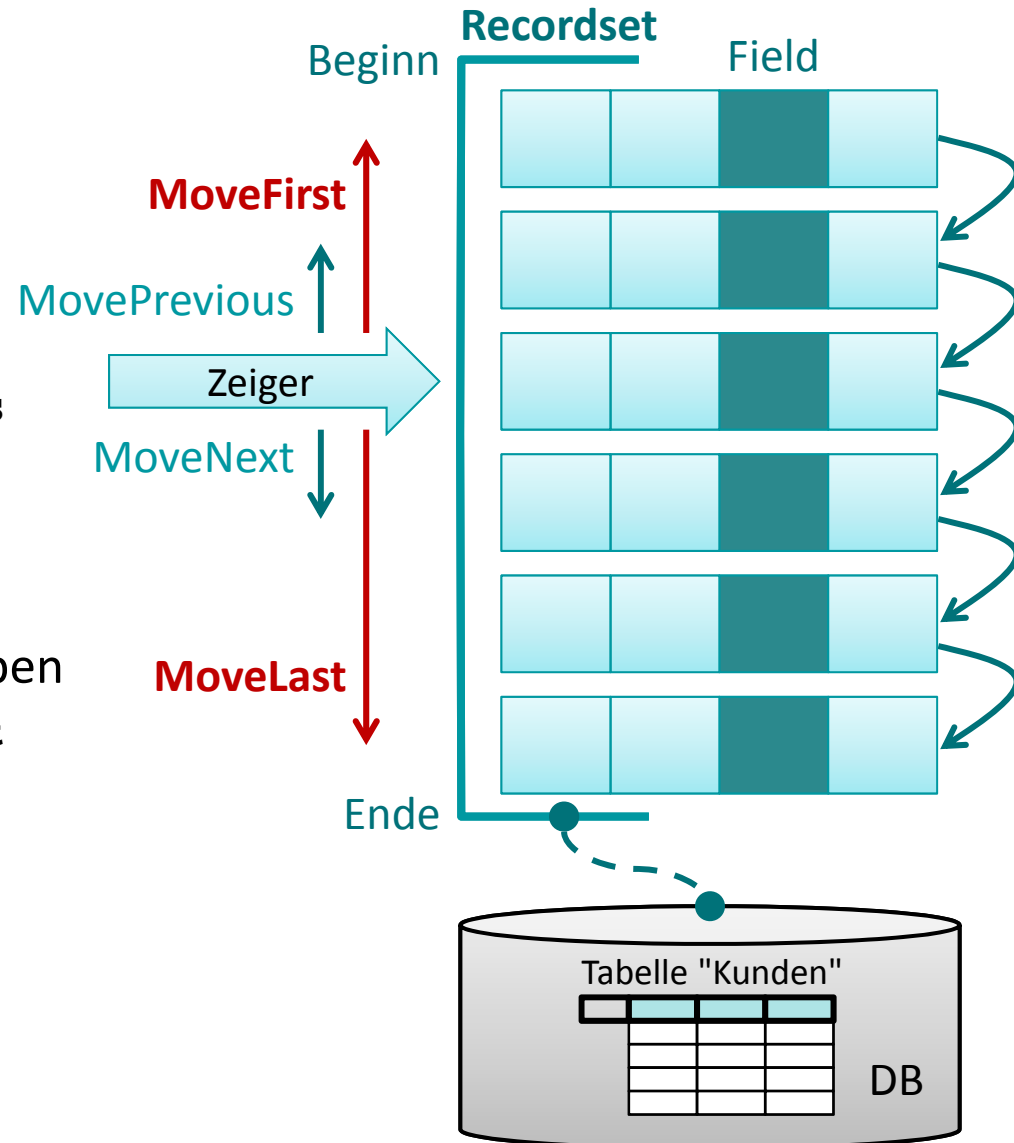 Recordset
Beginn
Field
MoveFirst
MovePrevious
Zeiger
MoveNext
MoveLast
Ende
Tabelle "Kunden"
DB